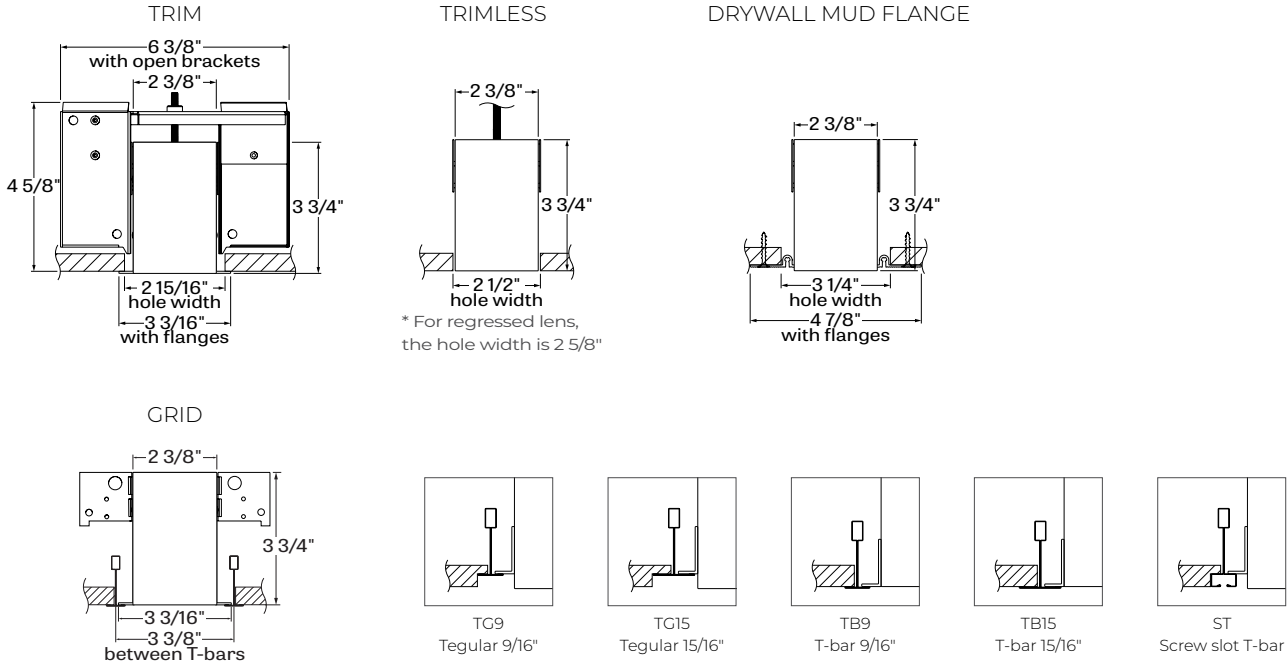 TRIM
6 3/8"
with open brackets
2 3/8"
4 5/8"
3 3/4"
2 15/16"
hole width
3 3/16"
with flanges
TRIMLESS
2 3/8"
3 3/4"
2 1/2"
hole width
* For regressed lens,
the hole width is 2 5/8"
DRYWALL MUD FLANGE
2 3/8"
3 3/4"
3 1/4"
hole width
4 7/8"
with flanges
GRID
2 3/8"
3 3/4"
3 3/16"
3 3/8"
between T-bars
TG9
Tegular 9/16"
TG15
Tegular 15/16"
TB9
T-bar 9/16"
TB15
T-bar 15/16"
ST
Screw slot T-bar